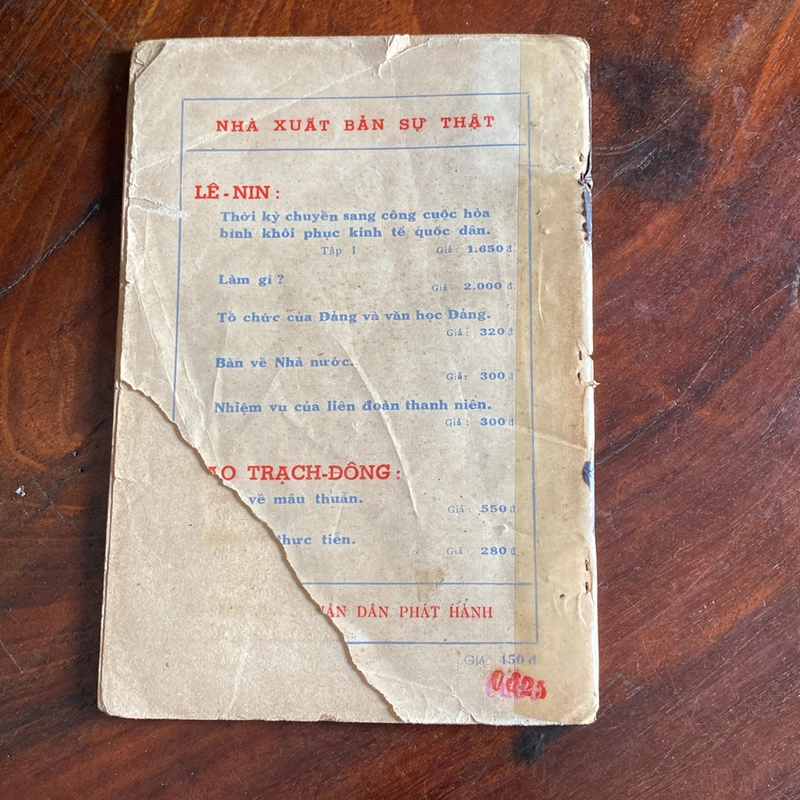 NHÀ XUẤT BẢN SỰ THẬT
LÊ-NIN :
Thời kỳ chuyển sang công cuộc hòa
bình khôi phục kinh tế quốc dân.
Tập I Giá : 1.650 đ
Làm gì ?
Giá : 2.000 đ
Tổ chức của Đảng và văn học Đảng.
Giá : 320 đ
Bàn về Nhà nước.
Giá : 300 đ
Nhiệm vụ của liên đoàn thanh niên.
Giá : 300 đ
AO TRẠCH-ĐÔNG :
về mâu thuẫn.
Giá : 550 đ
thực tiễn.
Giá : 280 đ
DÂN PHÁT HÀNH
Giá : 450 đ